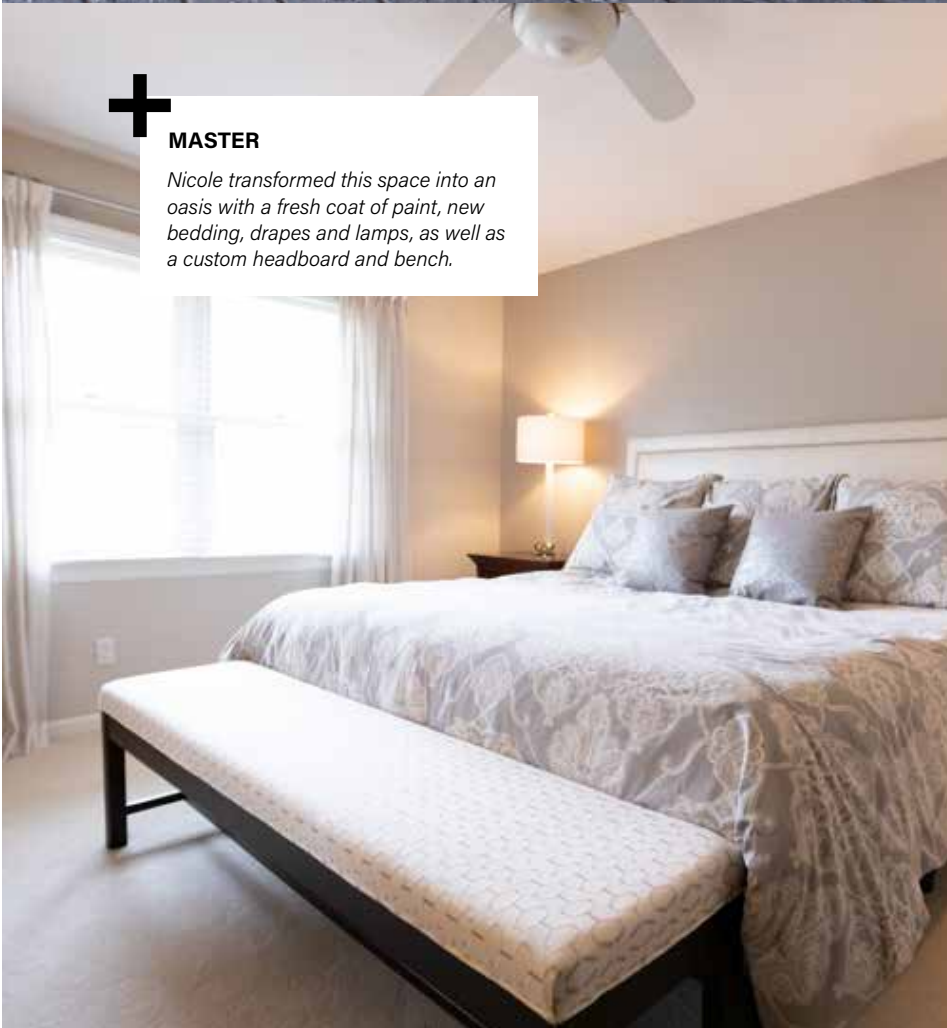 MASTER
Nicole transformed this space into an
oasis with a fresh coat of paint, new
bedding, drapes and lamps, as well as
a custom headboard and bench.